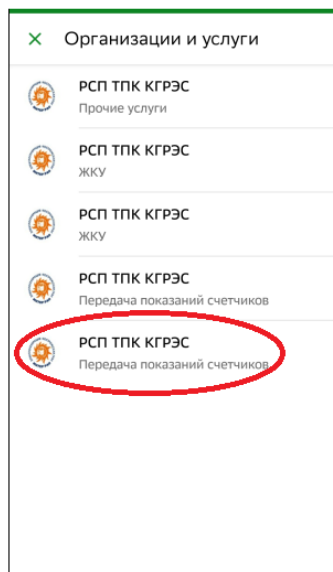 Организации и услуги
РСП ТПК КГРЭС
Прочие услуги
РСП ТПК КГРЭС
ЖКУ
РСП ТПК КГРЭС
ЖКУ
РСП ТПК КГРЭС
Передача показаний счетчиков
РСП ТПК КГРЭС
Передача показаний счетчиков